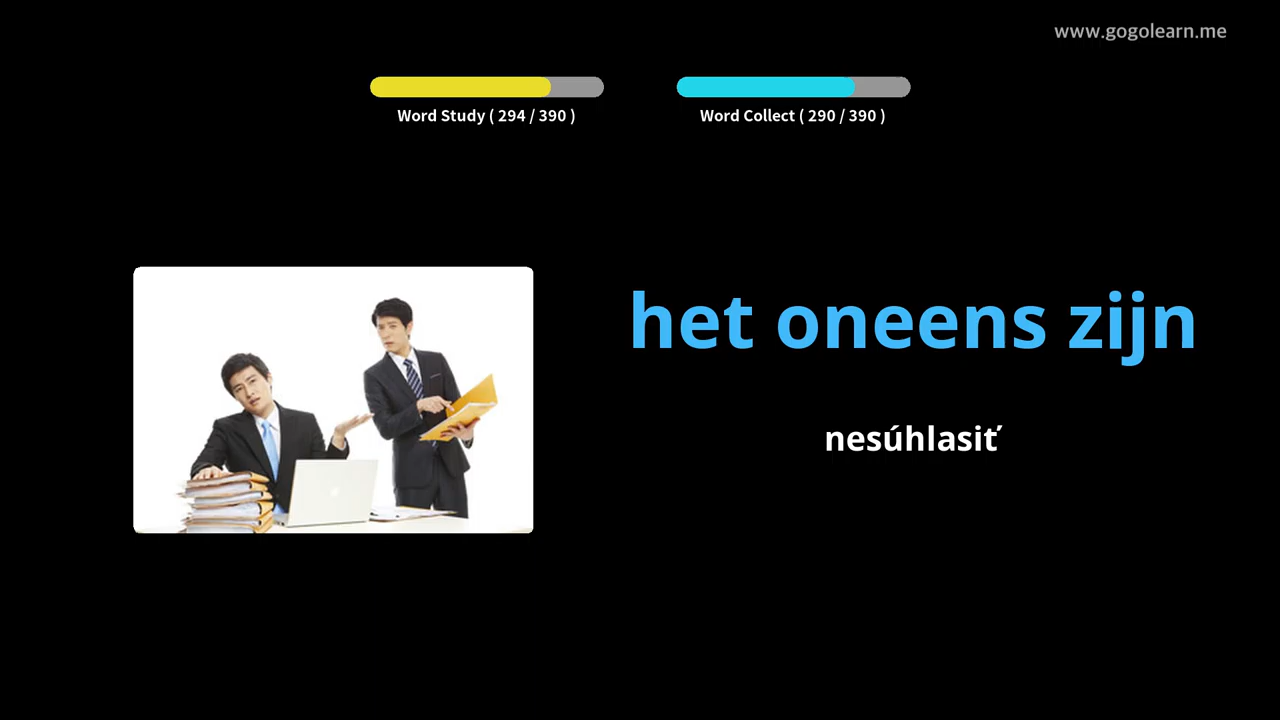 www.gogolearn.me
Word Study ( 294 / 390 )
Word Collect ( 290 / 390 )
het oneens zijn
nesúhlasiť